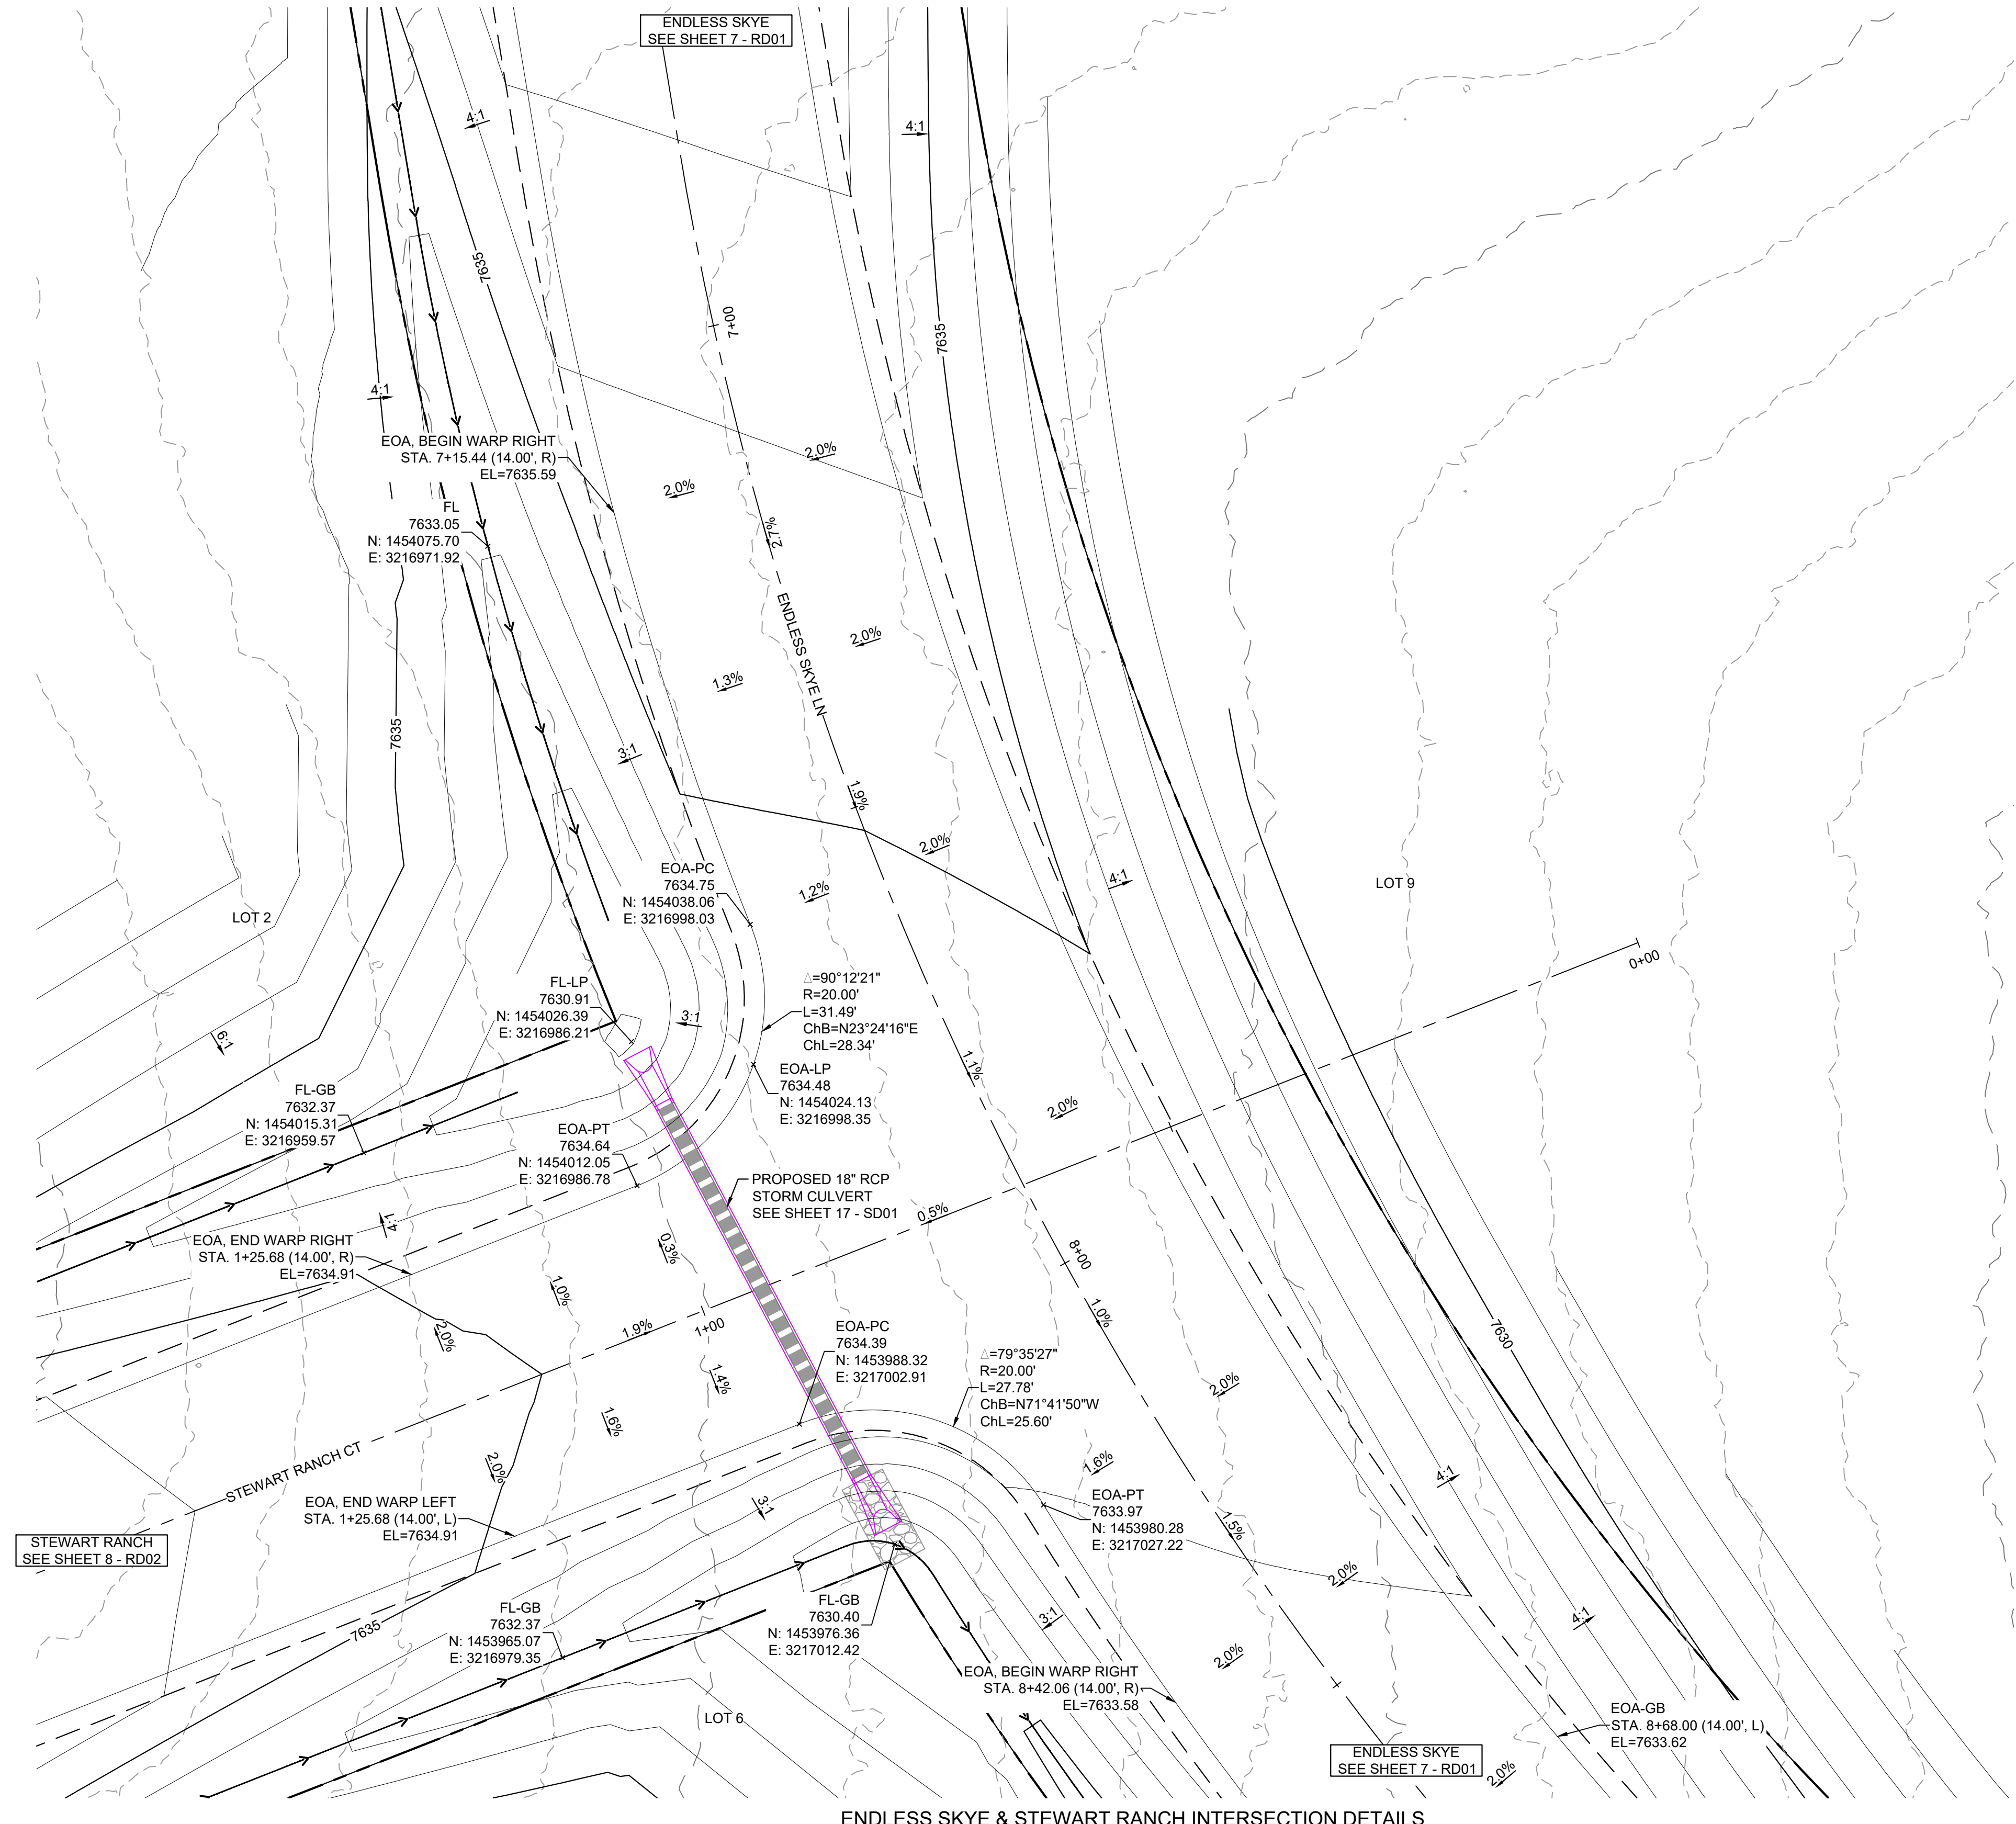 ENDLESS SKYE
SEE SHEET 7 - RD01
4:1
4:1
7635
7+00
7635
4:1
EOA, BEGIN WARP RIGHT
STA. 7+15.44 (14.00', R)
EL=7635.59
2.0%
2.0%
FL
7633.05
N: 1454075.70
E: 3216971.92
2.7%
ENDLESS SKYE LN
2.0%
1.3%
7635
3:1
1.9%
2.0%
EOA-PC
7634.75
N: 1454038.06
E: 3216998.03
1.2%
4:1
LOT 9
LOT 2
0+00
FL-LP
7630.91
N: 1454026.39
E: 3216986.21
3:1
△=90°12'21"
R=20.00'
L=31.49'
ChB=N23°24'16"E
ChL=28.34'
6:1
1.1%
EOA-LP
7634.48
N: 1454024.13
E: 3216998.35
FL-GB
7632.37
N: 1454015.31
E: 3216959.57
2.0%
EOA-PT
7634.64
N: 1454012.05
E: 3216986.78
PROPOSED 18" RCP
STORM CULVERT
SEE SHEET 17 - SD01
4:1
0.5%
EOA, END WARP RIGHT
STA. 1+25.68 (14.00', R)
EL=7634.91
0.3%
8+00
1.0%
1.0%
2.0%
1.9%
1+00
EOA-PC
7634.39
N: 1453988.32
E: 3217002.91
7630
△=79°35'27"
R=20.00'
L=27.78'
ChB=N71°41'50"W
ChL=25.60'
1.4%
2.0%
1.6%
STEWART RANCH CT
2.0%
1.6%
4:1
EOA, END WARP LEFT
STA. 1+25.68 (14.00', L)
EL=7634.91
3:1
EOA-PT
7633.97
N: 1453980.28
E: 3217027.22
1.5%
STEWART RANCH
SEE SHEET 8 - RD02
2.0%
FL-GB
7632.37
N: 1453965.07
E: 3216979.35
7635
FL-GB
7630.40
N: 1453976.36
E: 3217012.42
3:1
4:1
2.0%
EOA, BEGIN WARP RIGHT
STA. 8+42.06 (14.00', R)
EL=7633.58
LOT 6
EOA-GB
STA. 8+68.00 (14.00', L)
EL=7633.62
ENDLESS SKYE
SEE SHEET 7 - RD01
2.0%
ENDLESS SKYE & STEWART RANCH INTERSECTION DETAILS